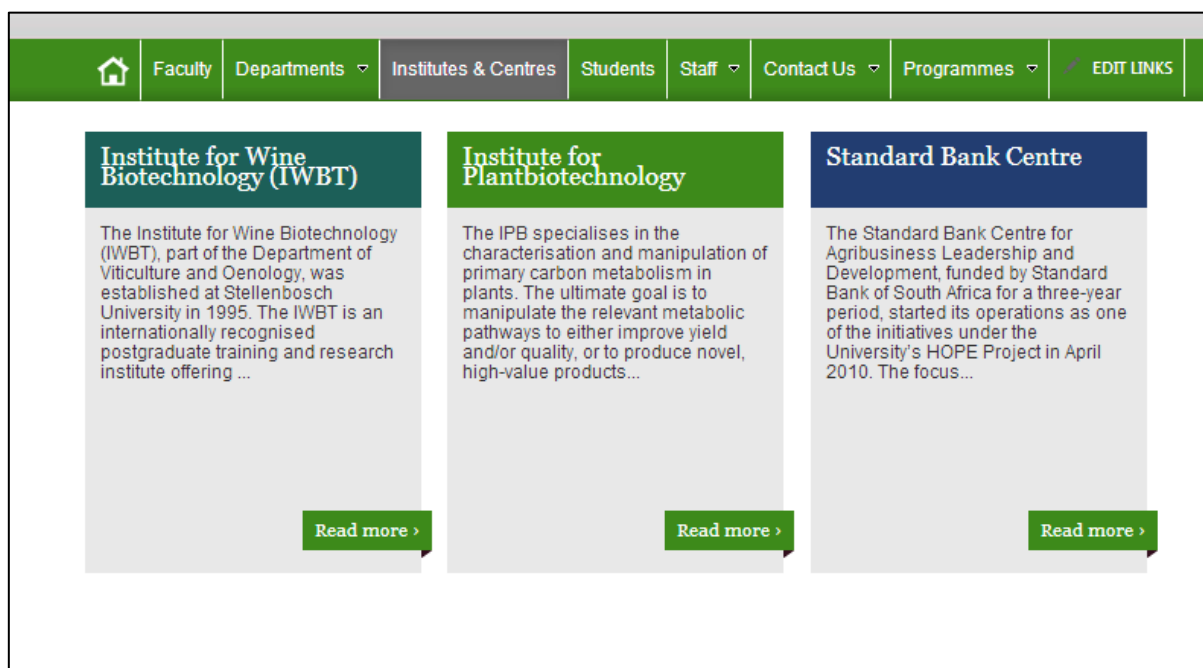 Faculty Departments Institutes & Centres Students Staff Contact Us Programmes EDIT LINKS
Institute for Wine
Biotechnology (IWBT)
The Institute for Wine Biotechnology
(IWBT), part of the Department of
Viticulture and Oenology, was
established at Stellenbosch
University in 1995. The IWBT is an
internationally recognised
postgraduate training and research
institute offering ...
Read more ›
Institute for
Plantbiotechnology
The IPB specialises in the
characterisation and manipulation of
primary carbon metabolism in
plants. The ultimate goal is to
manipulate the relevant metabolic
pathways to either improve yield
and/or quality, or to produce novel,
high-value products...
Read more ›
Standard Bank Centre
The Standard Bank Centre for
Agribusiness Leadership and
Development, funded by Standard
Bank of South Africa for a three-year
period, started its operations as one
of the initiatives under the
University's HOPE Project in April
2010. The focus...
Read more ›